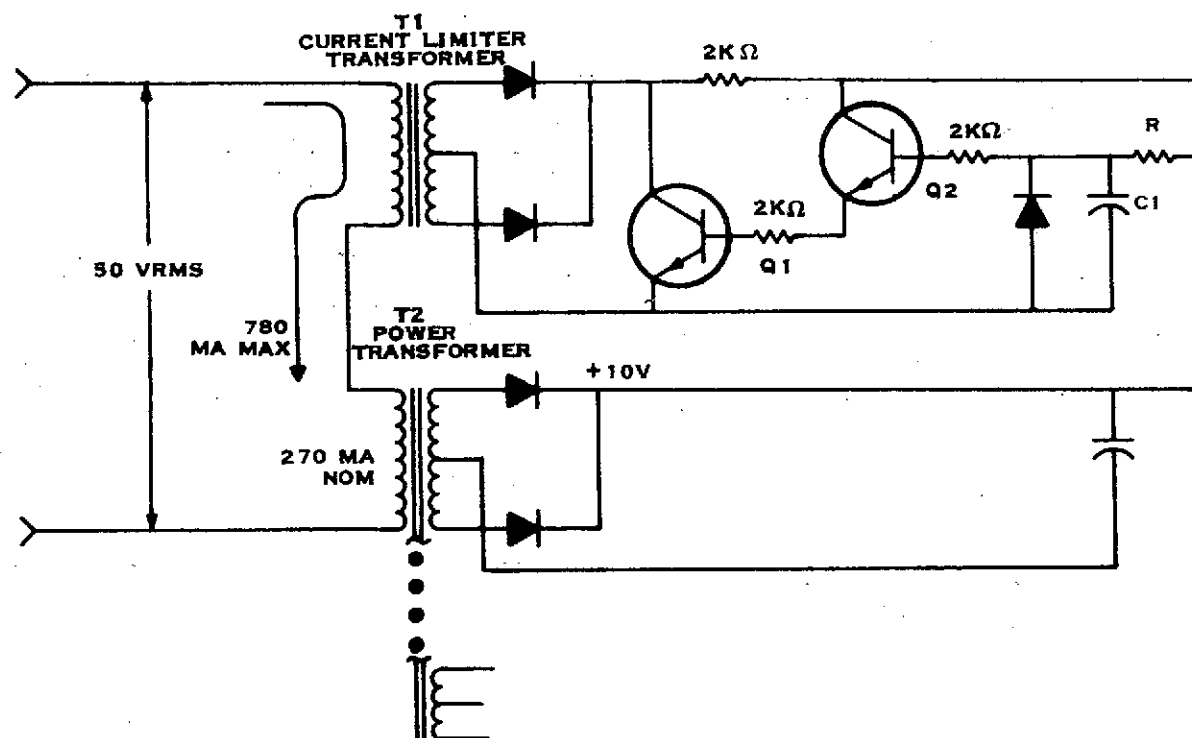 T1
CURRENT LIMITER
TRANSFORMER
2KΩ
2KΩ
R
Q2
C1
2KΩ
Q1
50 VRMS
780
MA MAX
T2
POWER
TRANSFORMER
+10V
270 MA
NOM